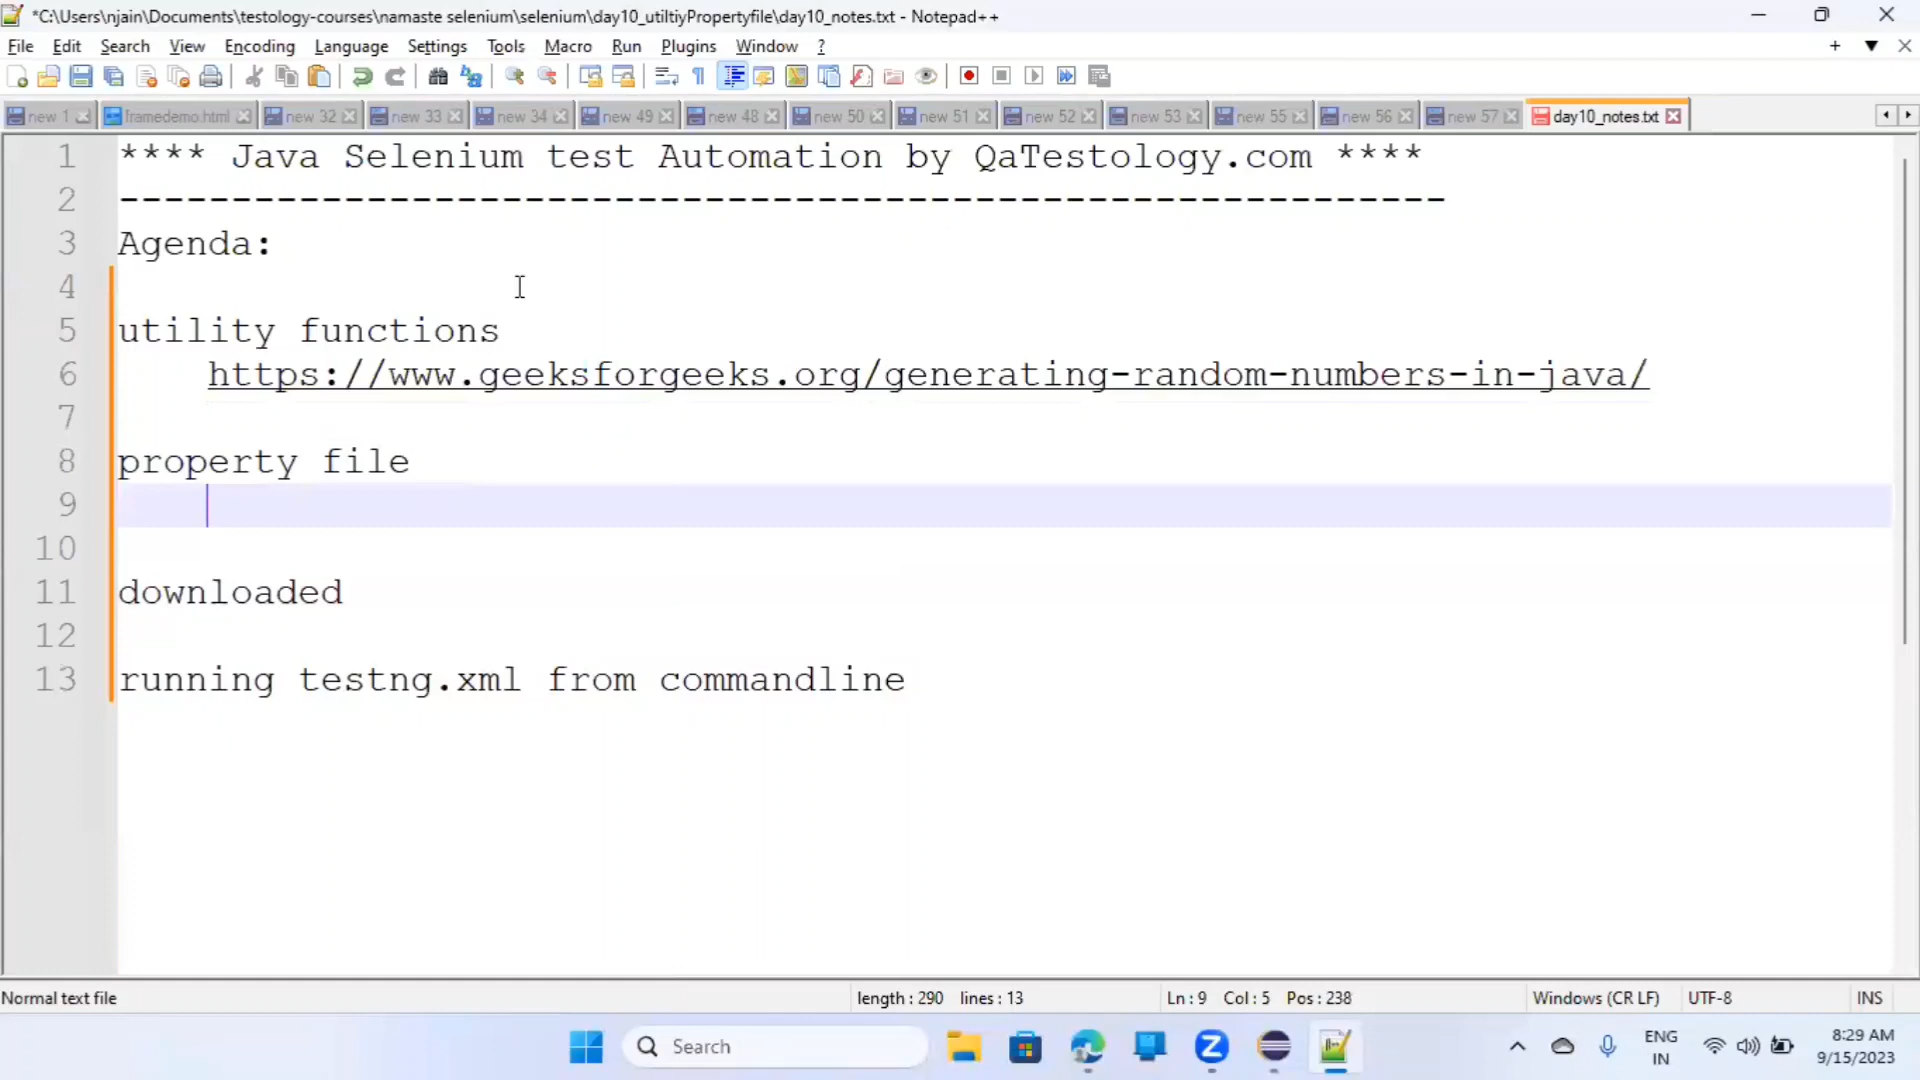 *C:\Users\njain\Documents\testology-courses\namaste selenium\selenium\day10_utiltiyPropertyfile\day10_notes.txt - Notepad++
File Edit Search View Encoding Language Settings Tools Macro Run Plugins Window ?
new 1 framedemo.html new 32 new 33 new 34 new 49 new 48 new 50 new 51 new 52 new 53 new 55 new 56 new 57 day10_notes.txt
1 **** Java Selenium test Automation by QaTestology.com ****
2 -----------------------------------------------------------
3 Agenda:
4
5 utility functions
6 https://www.geeksforgeeks.org/generating-random-numbers-in-java/
7
8 property file
9
10
11 downloaded
12
13 running testng.xml from commandline
Normal text file length : 290 lines : 13 Ln : 9 Col : 5 Pos : 238 Windows (CR LF) UTF-8 INS
Search
ENG
IN
8:29 AM
9/15/2023